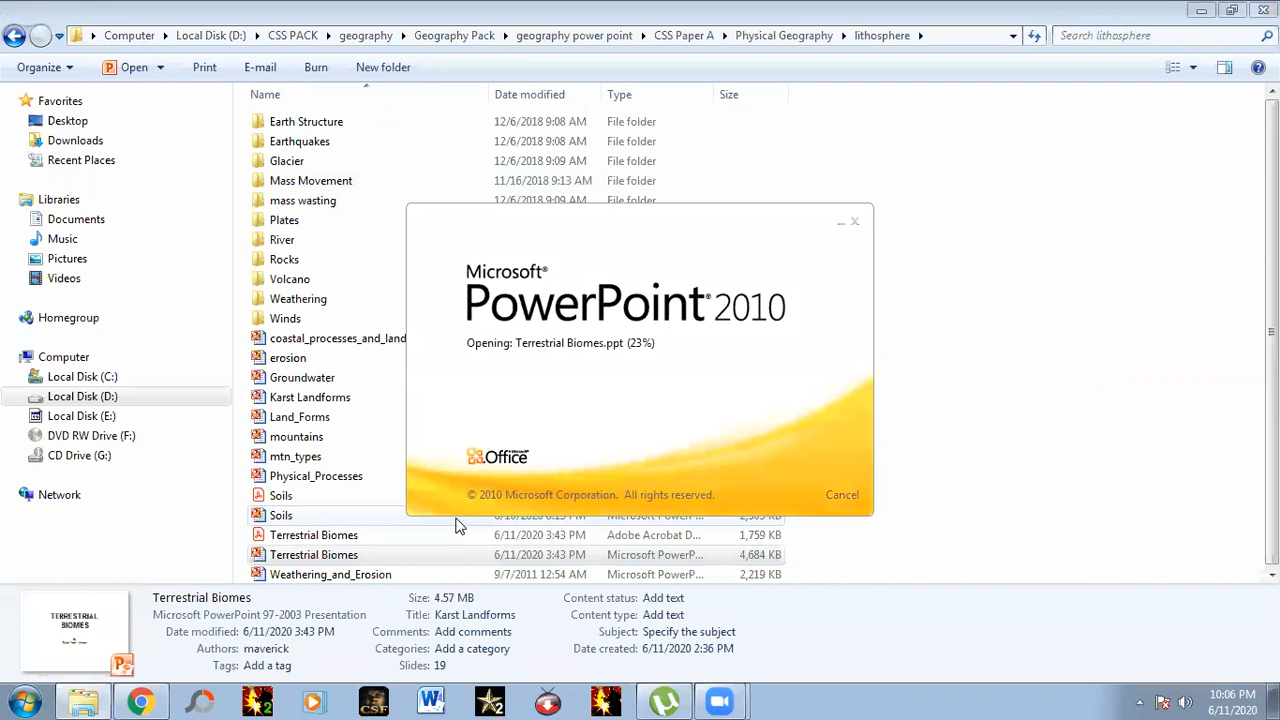 Computer ▸ Local Disk (D:) ▸ CSS PACK ▸ geography ▸ Geography Pack ▸ geography power point ▸ CSS Paper A ▸ Physical Geography ▸ lithosphere ▸
Search lithosphere
Organize Open Print E-mail Burn New folder
Name Date modified Type Size
Favorites
Desktop
Downloads
Recent Places
Libraries
Documents
Music
Pictures
Videos
Homegroup
Computer
Local Disk (C:)
Local Disk (D:)
Local Disk (E:)
DVD RW Drive (F:)
CD Drive (G:)
Network
Earth Structure 12/6/2018 9:08 AM File folder
Earthquakes 12/6/2018 9:08 AM File folder
Glacier 12/6/2018 9:09 AM File folder
Mass Movement 11/16/2018 9:13 AM File folder
mass wasting 12/6/2018 9:09 AM File folder
Plates
River
Rocks
Volcano
Weathering
Winds
coastal_processes_and_land
erosion
Groundwater
Karst Landforms
Land_Forms
mountains
mtn_types
Physical_Processes
Soils
Soils
Terrestrial Biomes 6/11/2020 3:43 PM Adobe Acrobat D... 1,759 KB
Terrestrial Biomes 6/11/2020 3:43 PM Microsoft PowerP... 4,684 KB
Weathering_and_Erosion 9/7/2011 12:54 AM Microsoft PowerP... 2,219 KB
Microsoft®
PowerPoint® 2010
Opening: Terrestrial Biomes.ppt (23%)
Microsoft®
Office
© 2010 Microsoft Corporation. All rights reserved.
Cancel
TERRESTRIAL
BIOMES
Terrestrial Biomes
Microsoft PowerPoint 97-2003 Presentation
Date modified: 6/11/2020 3:43 PM
Authors: maverick
Tags: Add a tag
Size: 4.57 MB
Title: Karst Landforms
Comments: Add comments
Categories: Add a category
Slides: 19
Content status: Add text
Content type: Add text
Subject: Specify the subject
Date created: 6/11/2020 2:36 PM
10:06 PM
6/11/2020